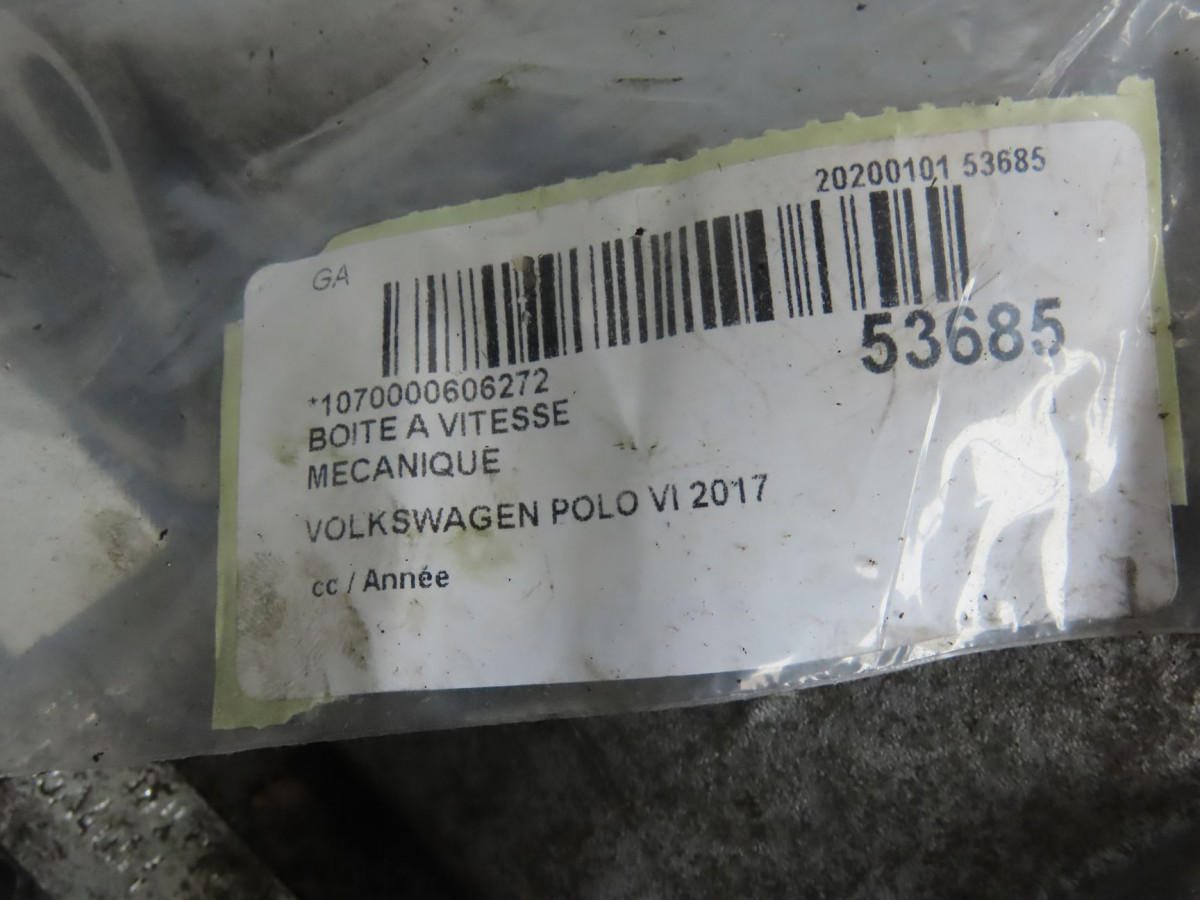 20200101 53685
GA
53685
*1070000606272
BOITE A VITESSE
MECANIQUE
VOLKSWAGEN POLO VI 2017
cc / Année